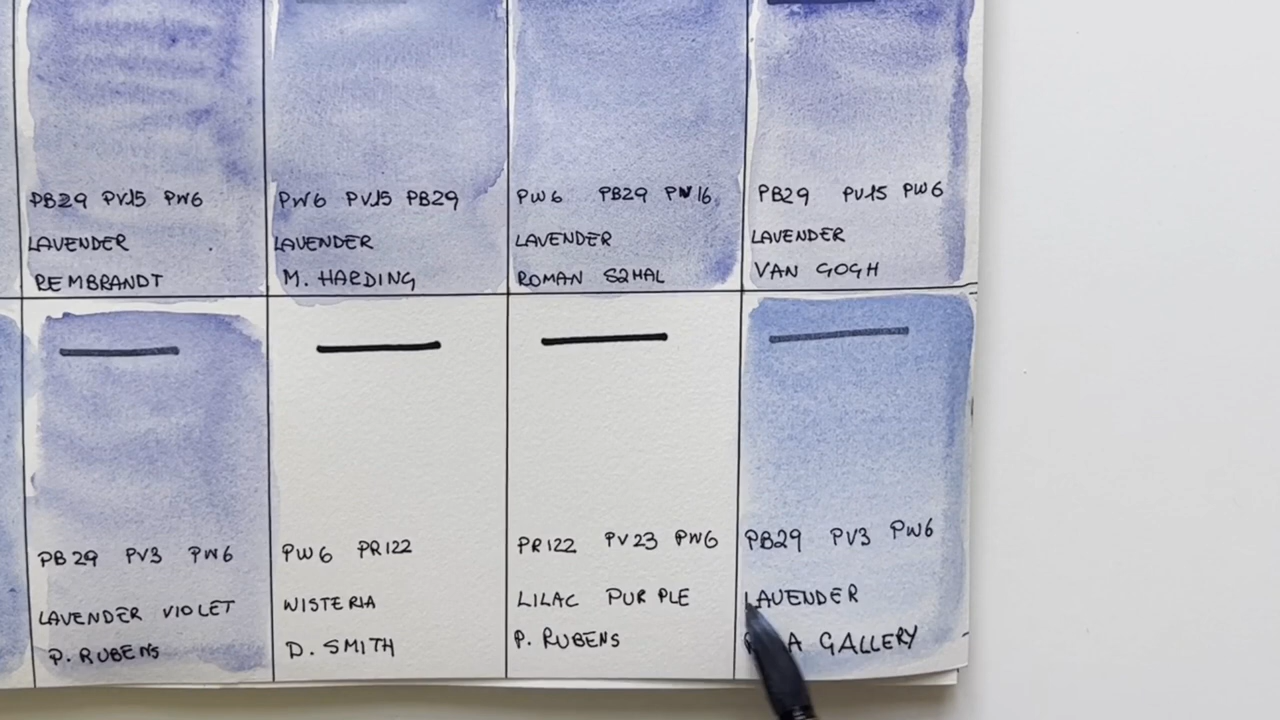 PB29 PV15 PW6
LAVENDER
REMBRANDT
PW6 PV15 PB29
LAVENDER
M. HARDING
PW6 PB29 PW16
LAVENDER
ROMAN SZMAL
PB29 PV15 PW6
LAVENDER
VAN GOGH
PB29 PV3 PW6
LAVENDER VIOLET
P. RUBENS
PW6 PR122
WISTERIA
D. SMITH
PR122 PV23 PW6
LILAC PURPLE
P. RUBENS
PB29 PV3 PW6
LAVENDER
A GALLERY